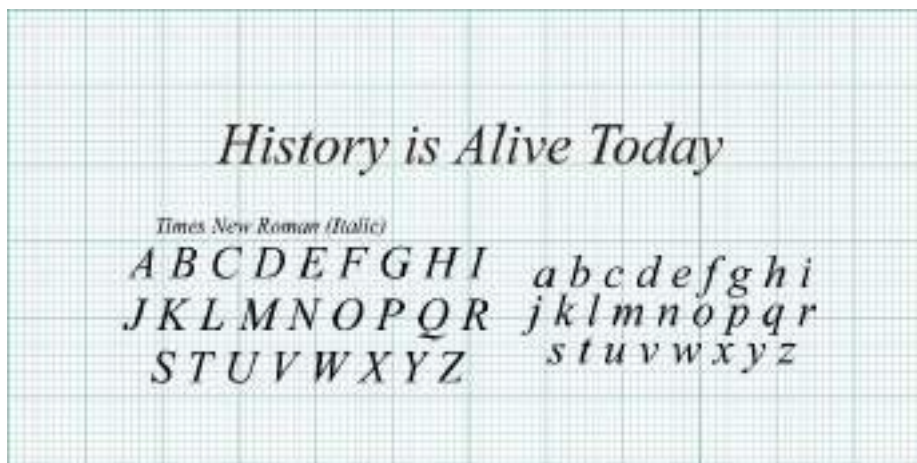 History is Alive Today
Times New Roman (Italic)
A B C D E F G H I
J K L M N O P Q R
S T U V W X Y Z
a b c d e f g h i
j k l m n o p q r
s t u v w x y z